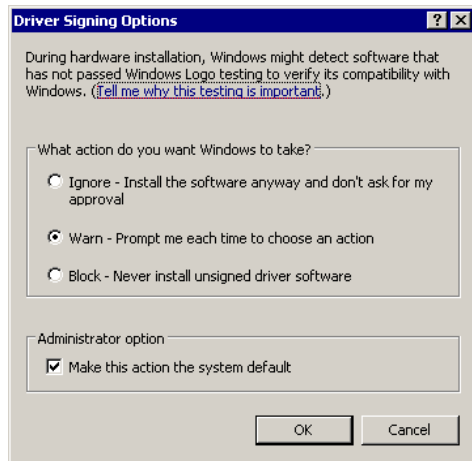 Driver Signing Options
During hardware installation, Windows might detect software that
has not passed Windows Logo testing to verify its compatibility with
Windows. (Tell me why this testing is important.)
What action do you want Windows to take?
Ignore - Install the software anyway and don't ask for my
approval
Warn - Prompt me each time to choose an action
Block - Never install unsigned driver software
Administrator option
Make this action the system default
OK Cancel